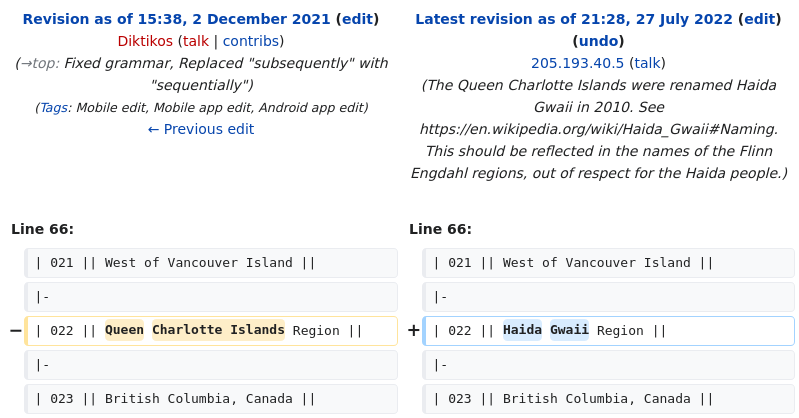 Revision as of 15:38, 2 December 2021 (edit)
Diktikos (talk | contribs)
(→top: Fixed grammar, Replaced "subsequently" with
"sequentially")
(Tags: Mobile edit, Mobile app edit, Android app edit)
← Previous edit
Latest revision as of 21:28, 27 July 2022 (edit)
(undo)
205.193.40.5 (talk)
(The Queen Charlotte Islands were renamed Haida
Gwaii in 2010. See
https://en.wikipedia.org/wiki/Haida_Gwaii#Naming.
This should be reflected in the names of the Flinn
Engdahl regions, out of respect for the Haida people.)
Line 66:
Line 66:
| 021 || West of Vancouver Island ||
| 021 || West of Vancouver Island ||
|-
|-
− | 022 || Queen Charlotte Islands Region ||
+ | 022 || Haida Gwaii Region ||
|-
|-
| 023 || British Columbia, Canada ||
| 023 || British Columbia, Canada ||